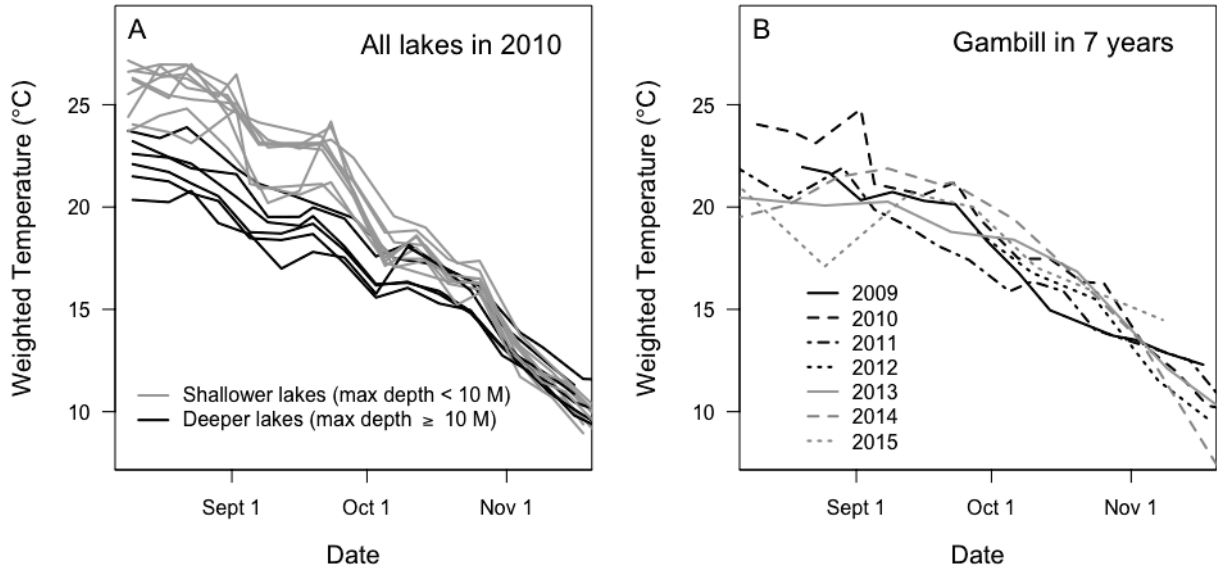 A
All lakes in 2010
Weighted Temperature (°C)
25
20
15
10
Shallower lakes (max depth < 10 M)
Deeper lakes (max depth ≥ 10 M)
Sept 1
Oct 1
Nov 1
Date
B
Gambill in 7 years
Weighted Temperature (°C)
25
20
15
10
2009
2010
2011
2012
2013
2014
2015
Sept 1
Oct 1
Nov 1
Date